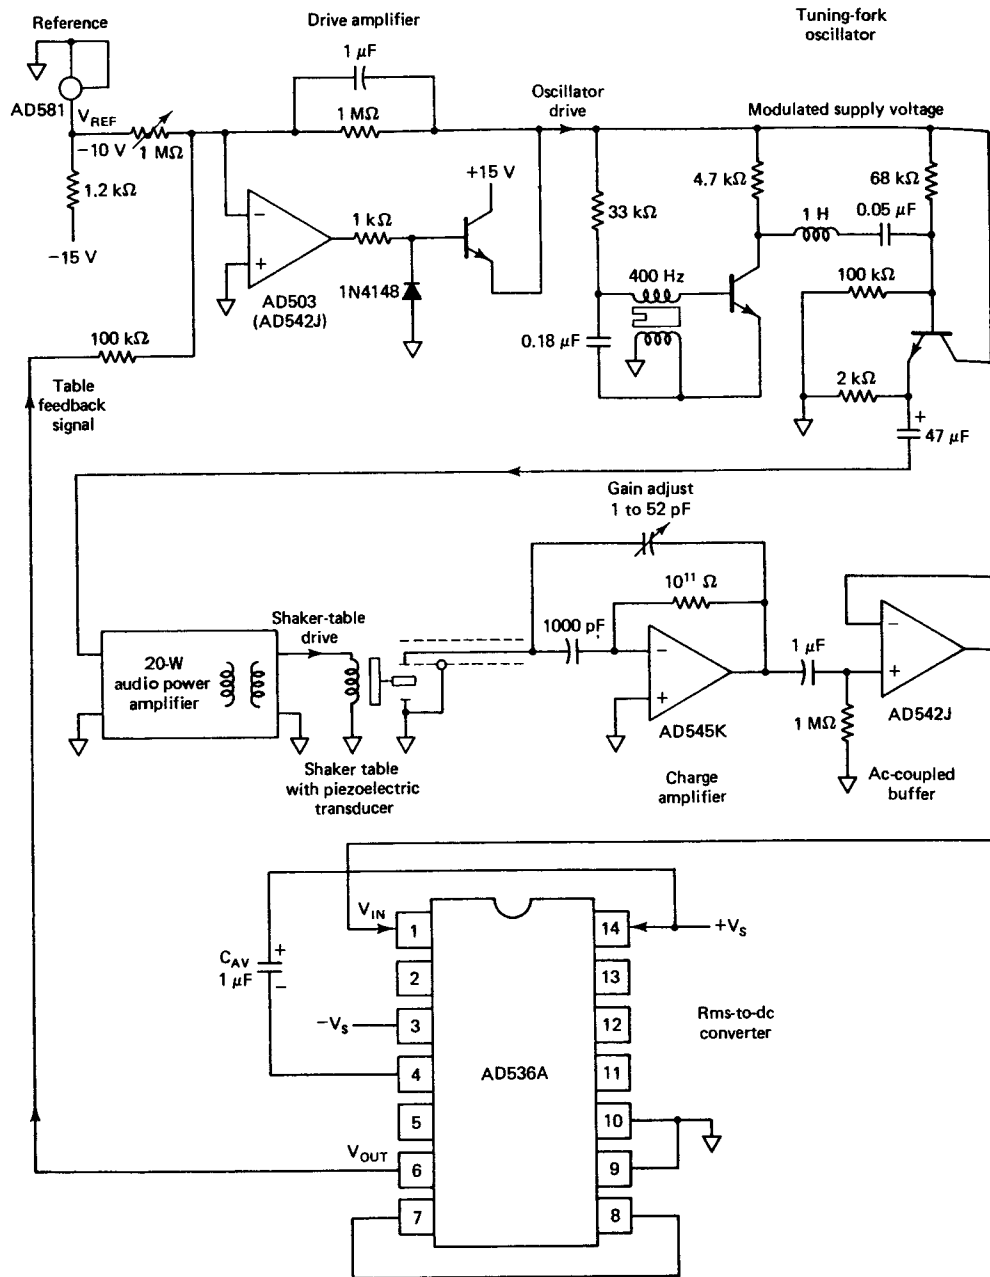 Reference
AD581
V_REF
−10 V
1 MΩ
1.2 kΩ
−15 V
Drive amplifier
1 µF
1 MΩ
+15 V
1 kΩ
−
+
AD503
(AD542J)
1N4148
100 kΩ
Table
feedback
signal
Oscillator
drive
Tuning-fork
oscillator
Modulated supply voltage
33 kΩ
4.7 kΩ
68 kΩ
1 H
0.05 µF
400 Hz
0.18 µF
100 kΩ
2 kΩ
+
47 µF
20-W
audio power
amplifier
Shaker-table
drive
Shaker table
with piezoelectric
transducer
Gain adjust
1 to 52 pF
10¹¹ Ω
1000 pF
−
+
AD545K
Charge
amplifier
1 µF
1 MΩ
−
+
AD542J
Ac-coupled
buffer
V_IN
+
C_AV
1 µF
−
−V_S
V_OUT
1
2
3
4
5
6
7
AD536A
14
13
12
11
10
9
8
+V_S
Rms-to-dc
converter